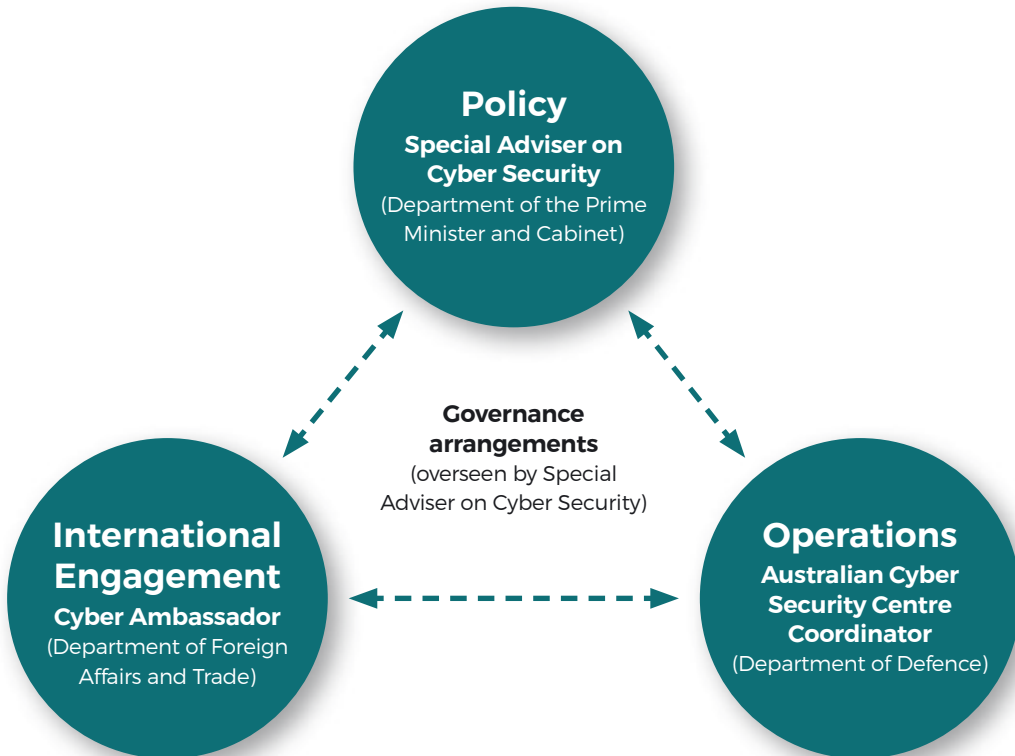 Policy
Special Adviser on
Cyber Security
(Department of the Prime
Minister and Cabinet)
Governance
arrangements
(overseen by Special
Adviser on Cyber Security)
International
Engagement
Cyber Ambassador
(Department of Foreign
Affairs and Trade)
Operations
Australian Cyber
Security Centre
Coordinator
(Department of Defence)